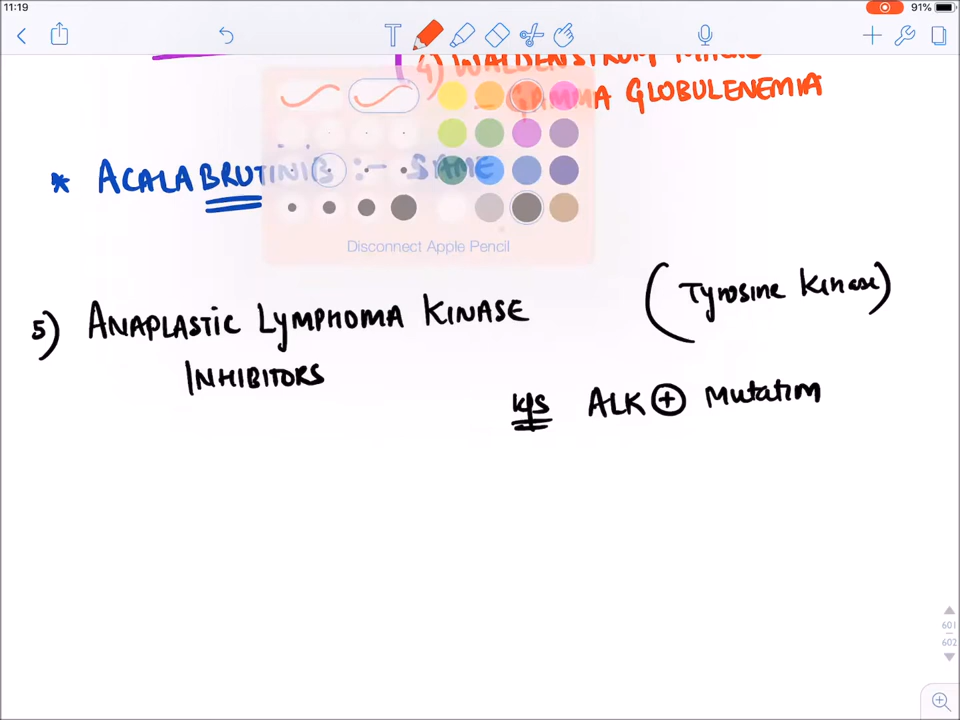 11:19
91%
T
4) WALDENSTROM MACRO
GAMMA GLOBULENEMIA
* ACALABRUTINIB :- SAME
Disconnect Apple Pencil
5) ANAPLASTIC LYMPHOMA KINASE (Tyrosine Kinase)
INHIBITORS
ALK + Mutation
601
602